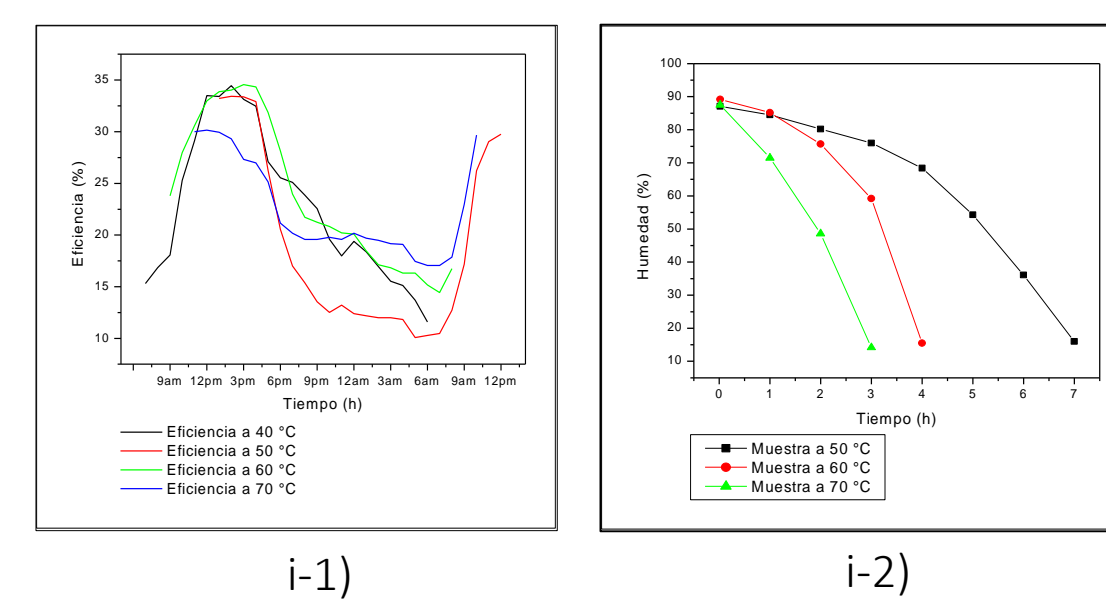 35
30
25
20
15
10
Eficiencia (%)
9am 12pm 3pm 6pm 9pm 12am 3am 6am 9am 12pm
Tiempo (h)
Eficiencia a 40 °C
Eficiencia a 50 °C
Eficiencia a 60 °C
Eficiencia a 70 °C
i-1)
100
90
80
70
60
50
40
30
20
10
Humedad (%)
0 1 2 3 4 5 6 7
Tiempo (h)
Muestra a 50 °C
Muestra a 60 °C
Muestra a 70 °C
i-2)